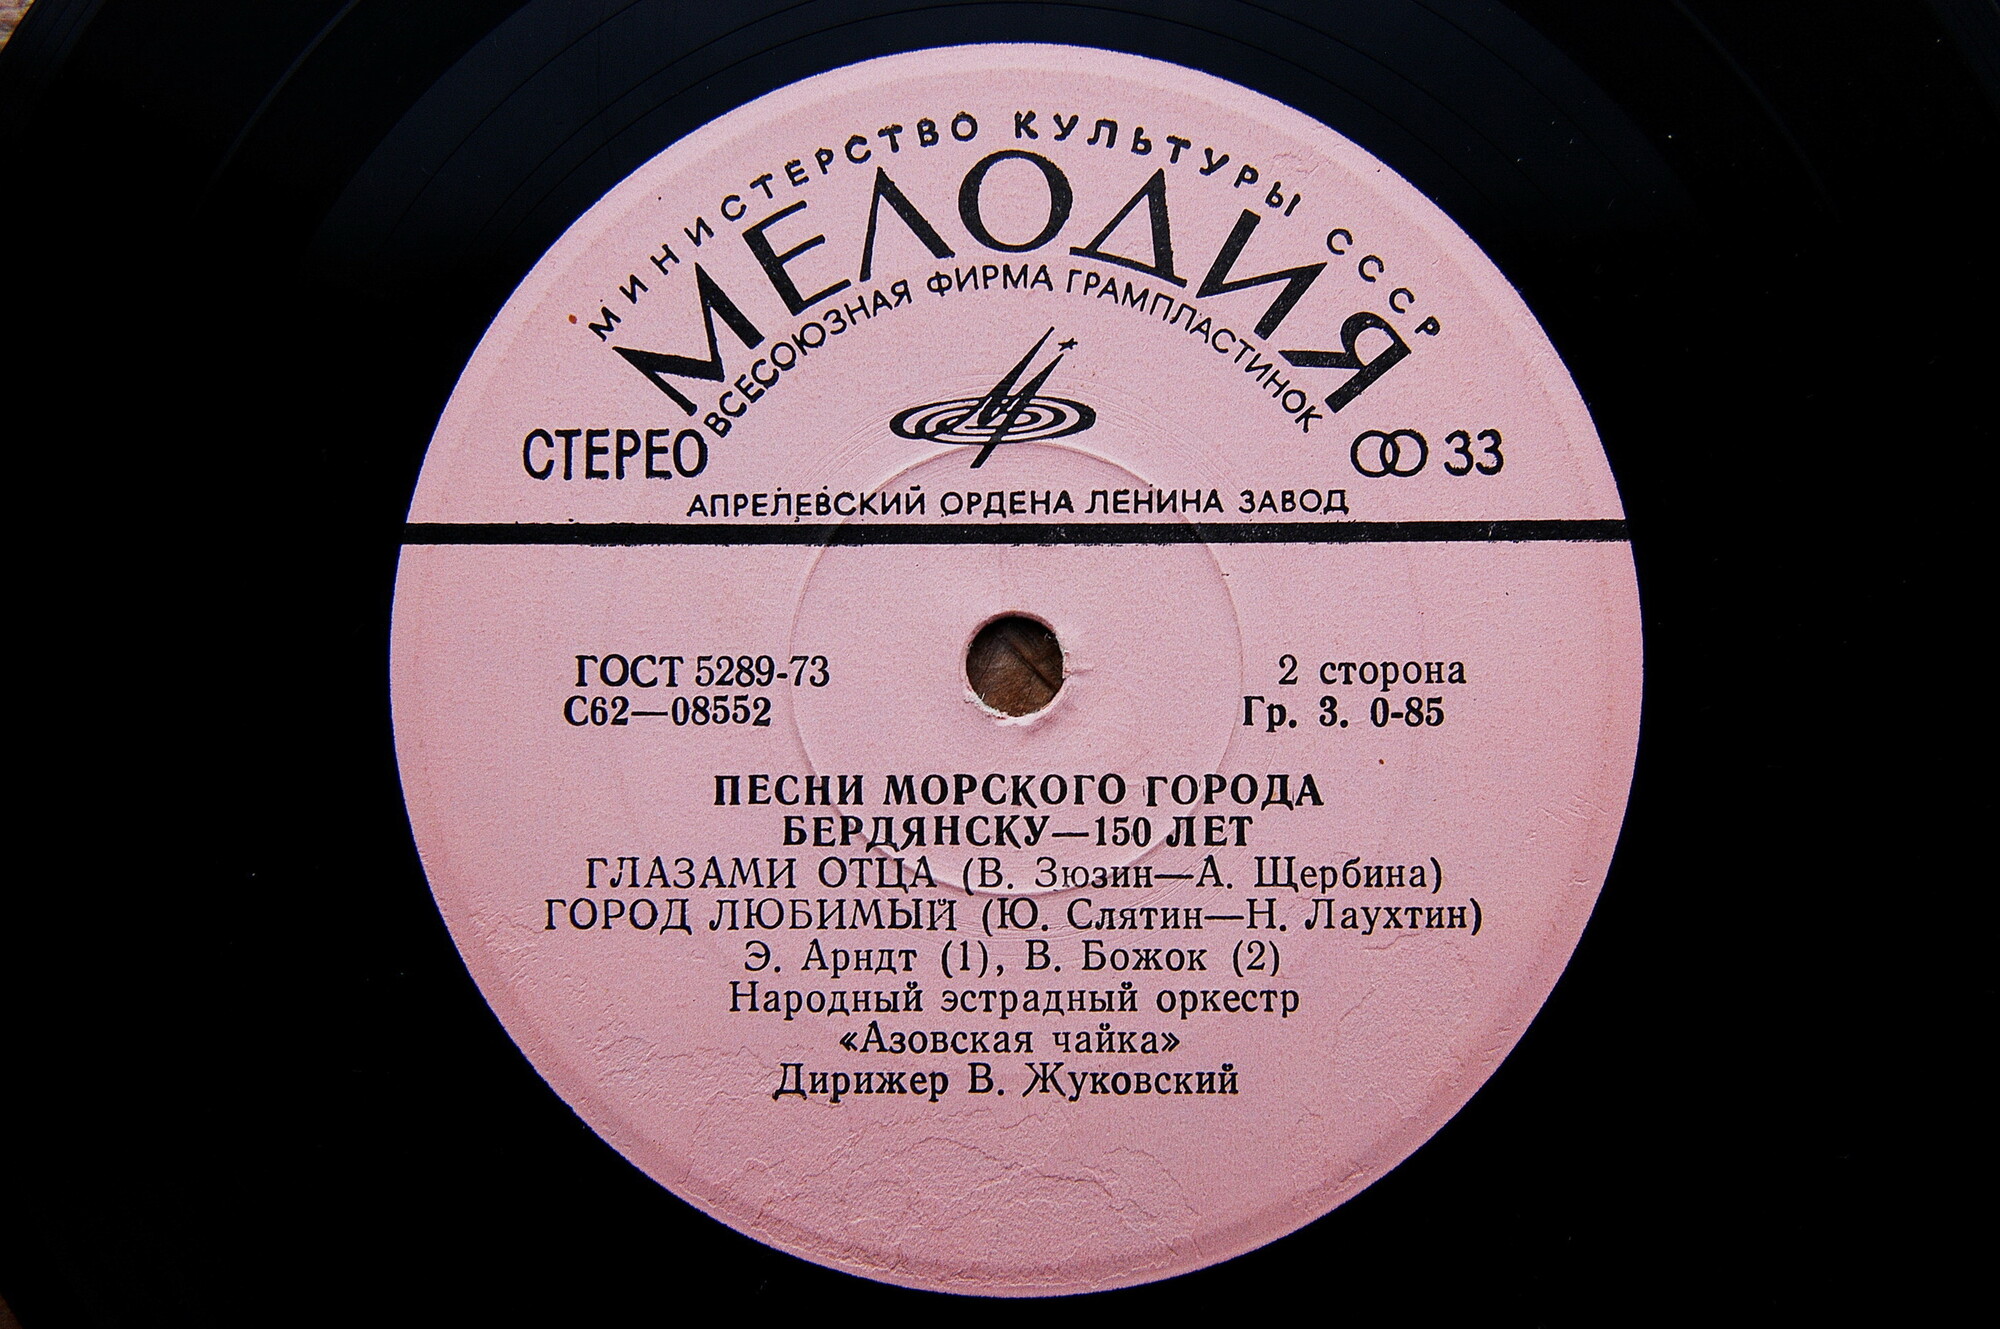 МИНИСТЕРСТВО КУЛЬТУРЫ СССР
МЕЛОДИЯ
ВСЕСОЮЗНАЯ ФИРМА ГРАМПЛАСТИНОК
СТЕРЕО 33
АПРЕЛЕВСКИЙ ОРДЕНА ЛЕНИНА ЗАВОД
ГОСТ 5289-73 2 сторона
С62—08552 Гр. 3. 0-85
ПЕСНИ МОРСКОГО ГОРОДА
БЕРДЯНСКУ—150 ЛЕТ
ГЛАЗАМИ ОТЦА (В. Зюзин—А. Щербина)
ГОРОД ЛЮБИМЫЙ (Ю. Слятин—Н. Лаухтин)
Э. Арндт (1), В. Божок (2)
Народный эстрадный оркестр
«Азовская чайка»
Дирижер В. Жуковский